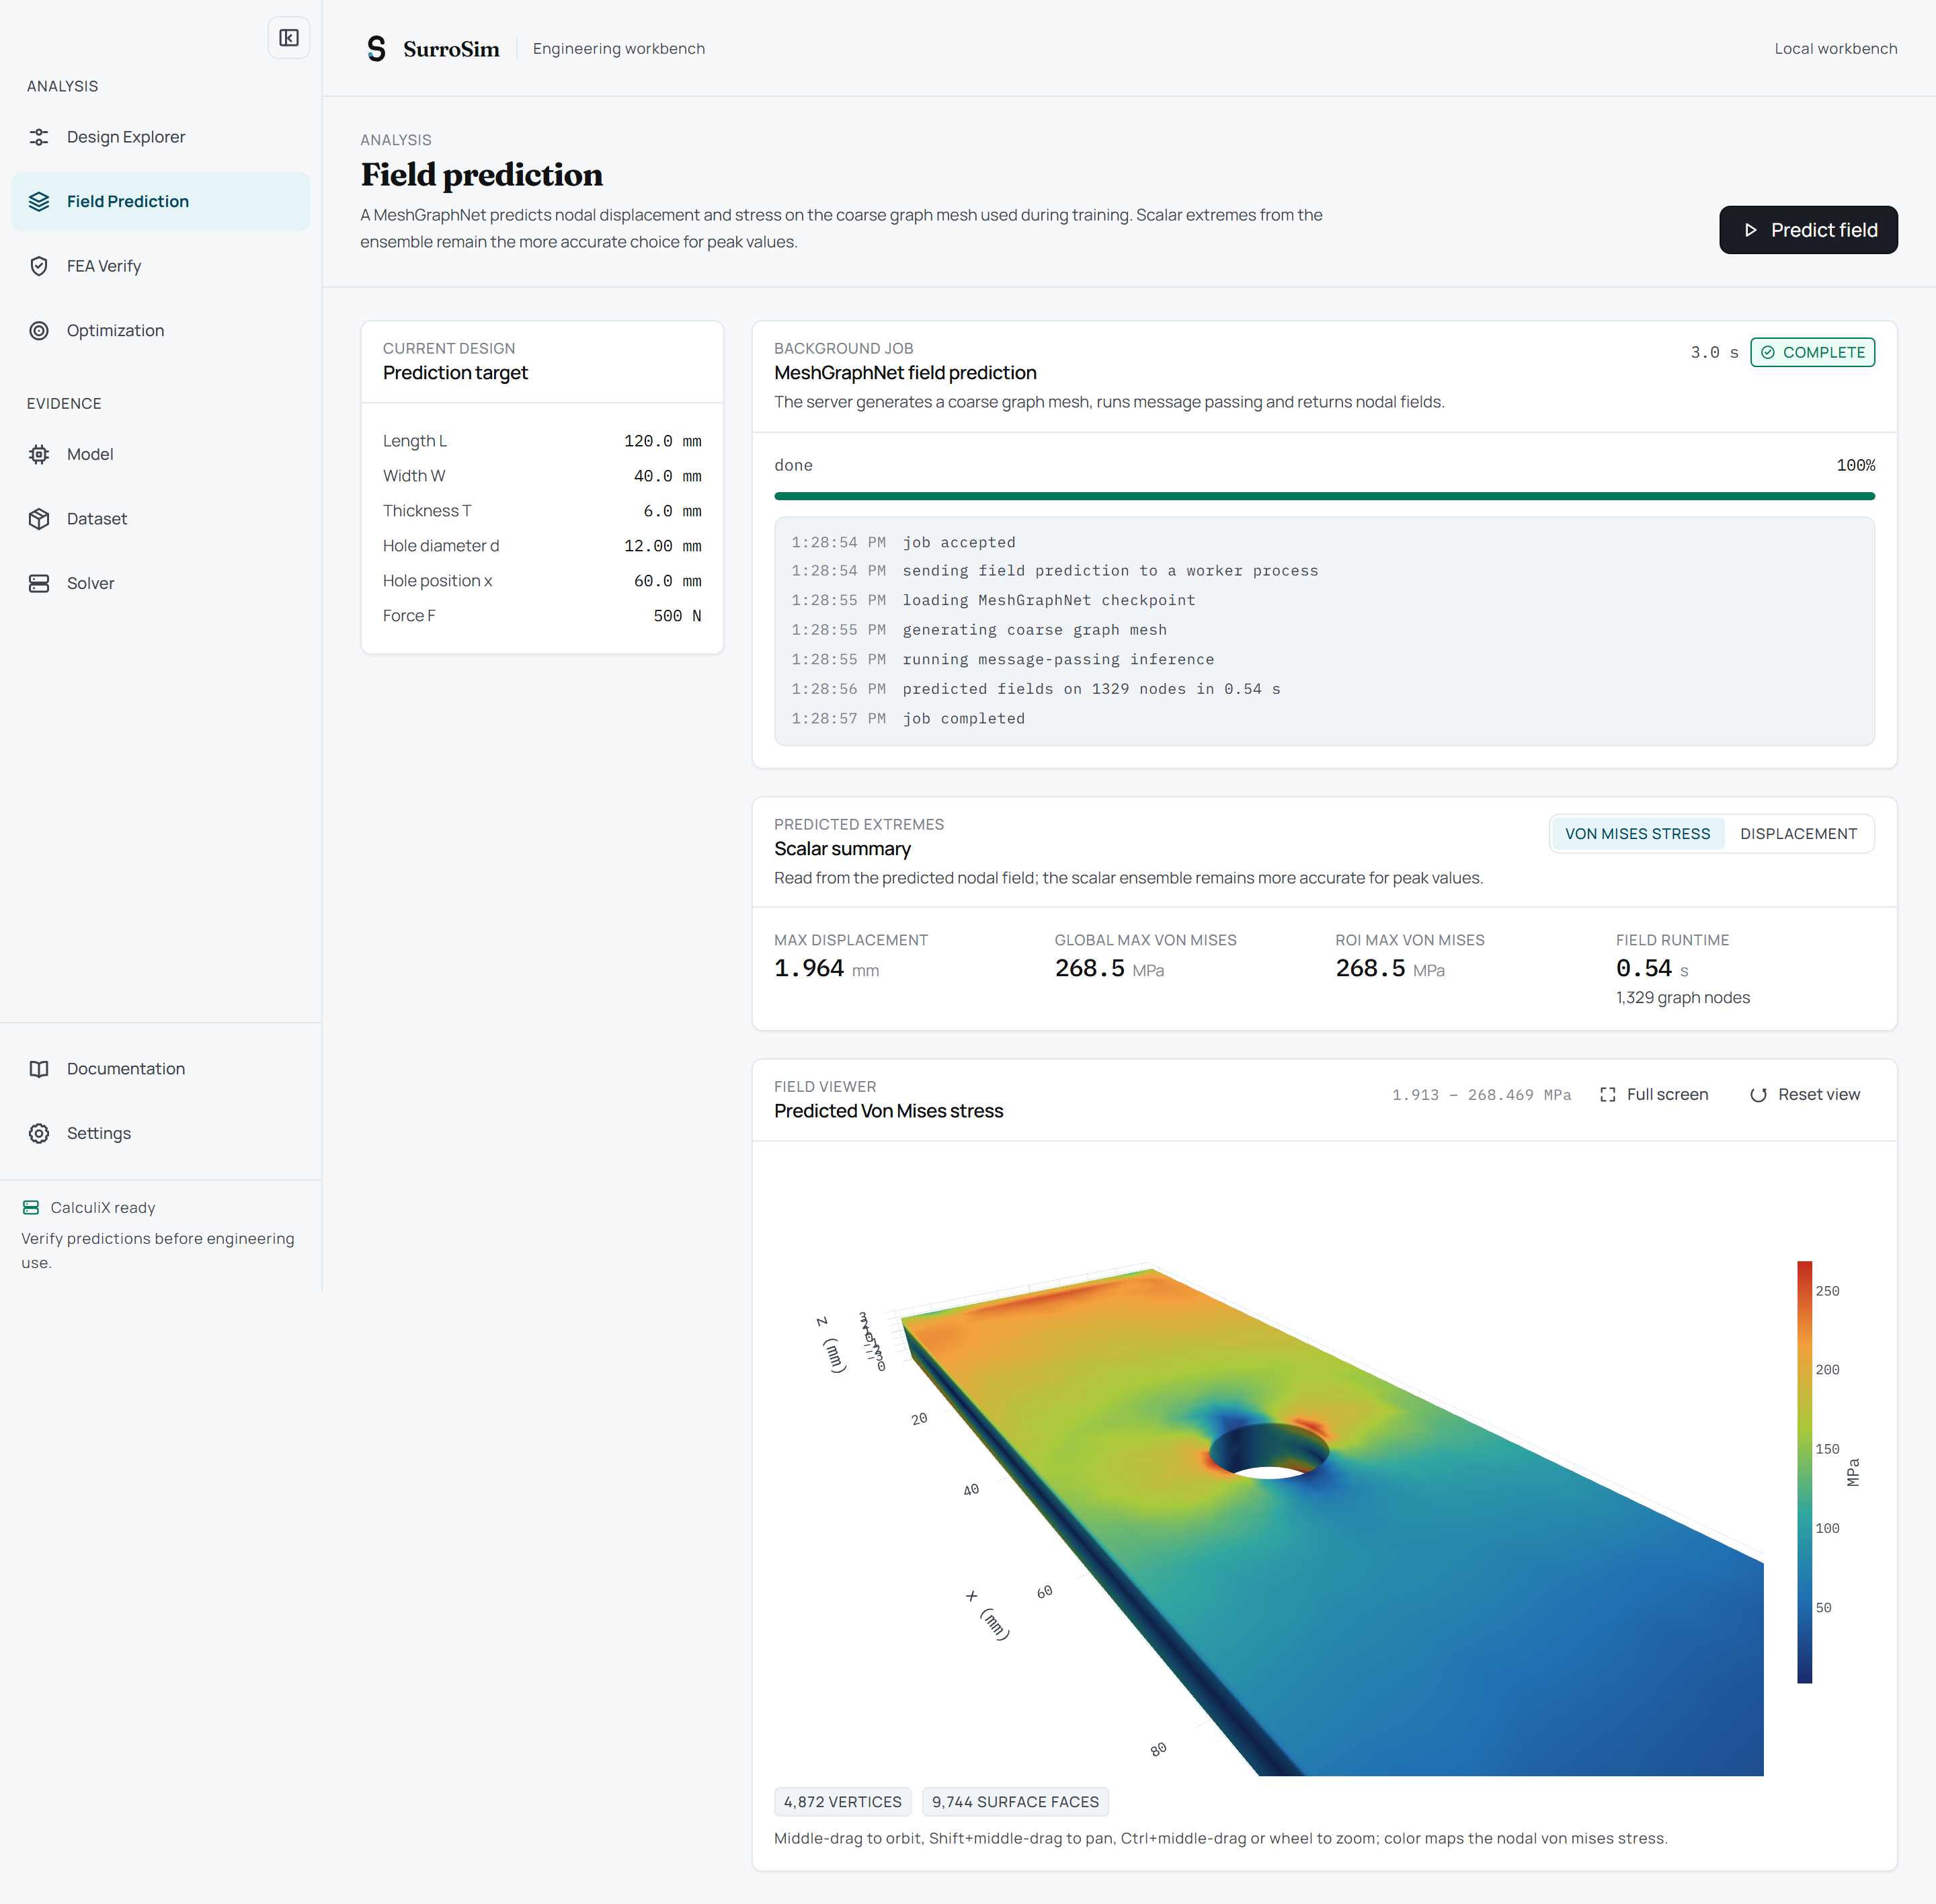 ANALYSIS
Design Explorer
Field Prediction
FEA Verify
Optimization
EVIDENCE
Model
Dataset
Solver
Documentation
Settings
CalculiX ready
Verify predictions before engineering
use.
S SurroSim Engineering workbench
Local workbench
ANALYSIS
Field prediction
A MeshGraphNet predicts nodal displacement and stress on the coarse graph mesh used during training. Scalar extremes from the
ensemble remain the more accurate choice for peak values.
Predict field
CURRENT DESIGN
Prediction target
Length L 120.0 mm
Width W 40.0 mm
Thickness T 6.0 mm
Hole diameter d 12.00 mm
Hole position x 60.0 mm
Force F 500 N
BACKGROUND JOB
MeshGraphNet field prediction
The server generates a coarse graph mesh, runs message passing and returns nodal fields.
3.0 s COMPLETE
done 100%
1:28:54 PM job accepted
1:28:54 PM sending field prediction to a worker process
1:28:55 PM loading MeshGraphNet checkpoint
1:28:55 PM generating coarse graph mesh
1:28:55 PM running message-passing inference
1:28:56 PM predicted fields on 1329 nodes in 0.54 s
1:28:57 PM job completed
PREDICTED EXTREMES
Scalar summary
Read from the predicted nodal field; the scalar ensemble remains more accurate for peak values.
VON MISES STRESS DISPLACEMENT
MAX DISPLACEMENT
1.964 mm
GLOBAL MAX VON MISES
268.5 MPa
ROI MAX VON MISES
268.5 MPa
FIELD RUNTIME
0.54 s
1,329 graph nodes
FIELD VIEWER
Predicted Von Mises stress
1.913 – 268.469 MPa Full screen Reset view
z (mm)
20
40
60
80
x (mm)
250
200
150
100
50
MPa
4,872 VERTICES 9,744 SURFACE FACES
Middle-drag to orbit, Shift+middle-drag to pan, Ctrl+middle-drag or wheel to zoom; color maps the nodal von mises stress.